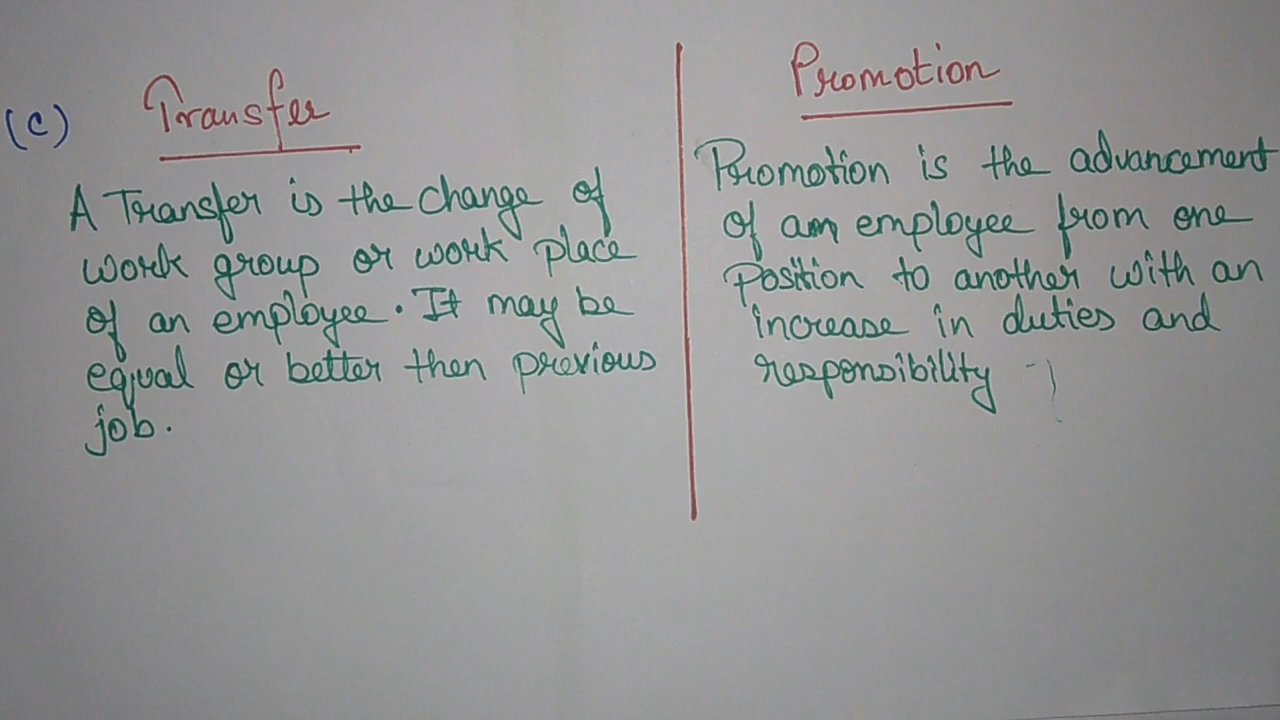 (c) Transfer
A Transfer is the change of
work group or work place
of an employee. It may be
equal or better then previous
job.
Promotion
Promotion is the advancement
of am employee from one
Position to another with an
increase in duties and
responsibility